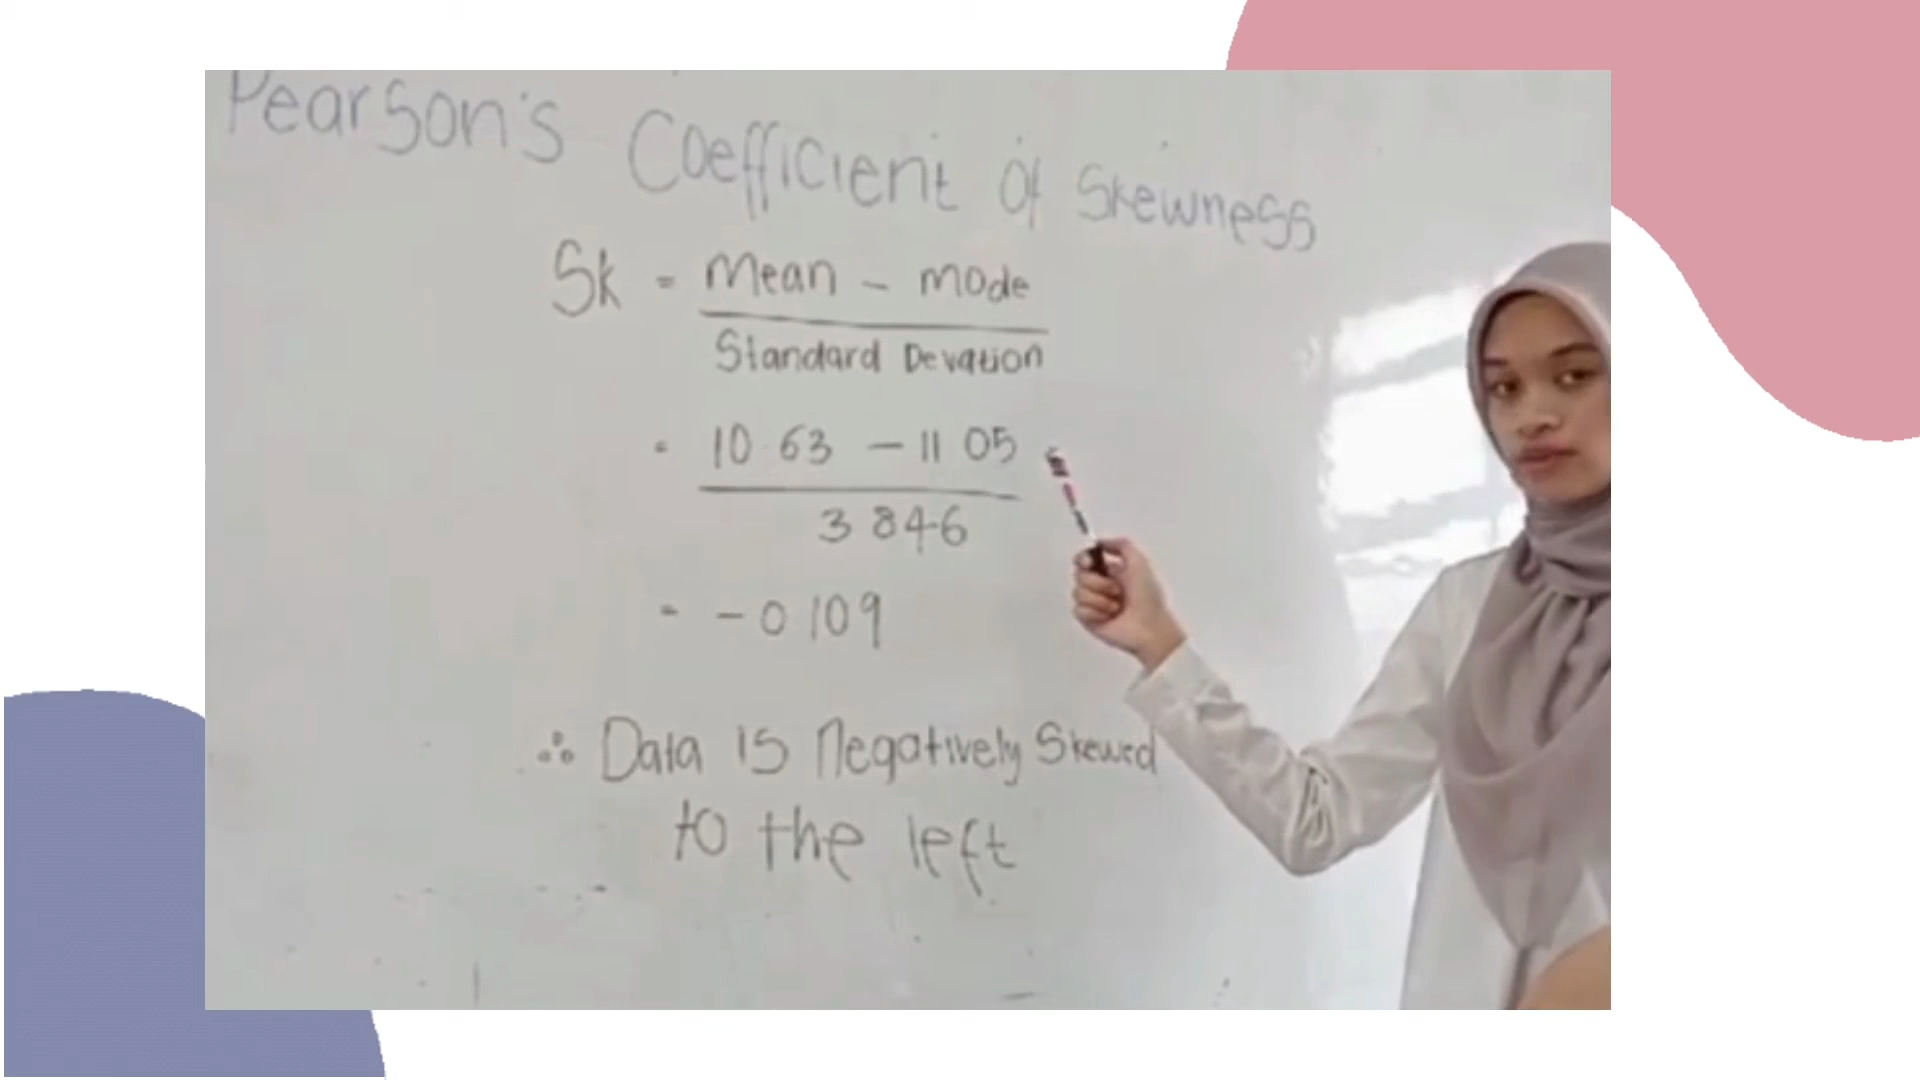 Pearson's Coefficient of Skewness
Sk = Mean - mode
Standard Devation
= 10 63 - 11 05
3 846
= - 0 109
∴ Data is negatively Skewed
to the left